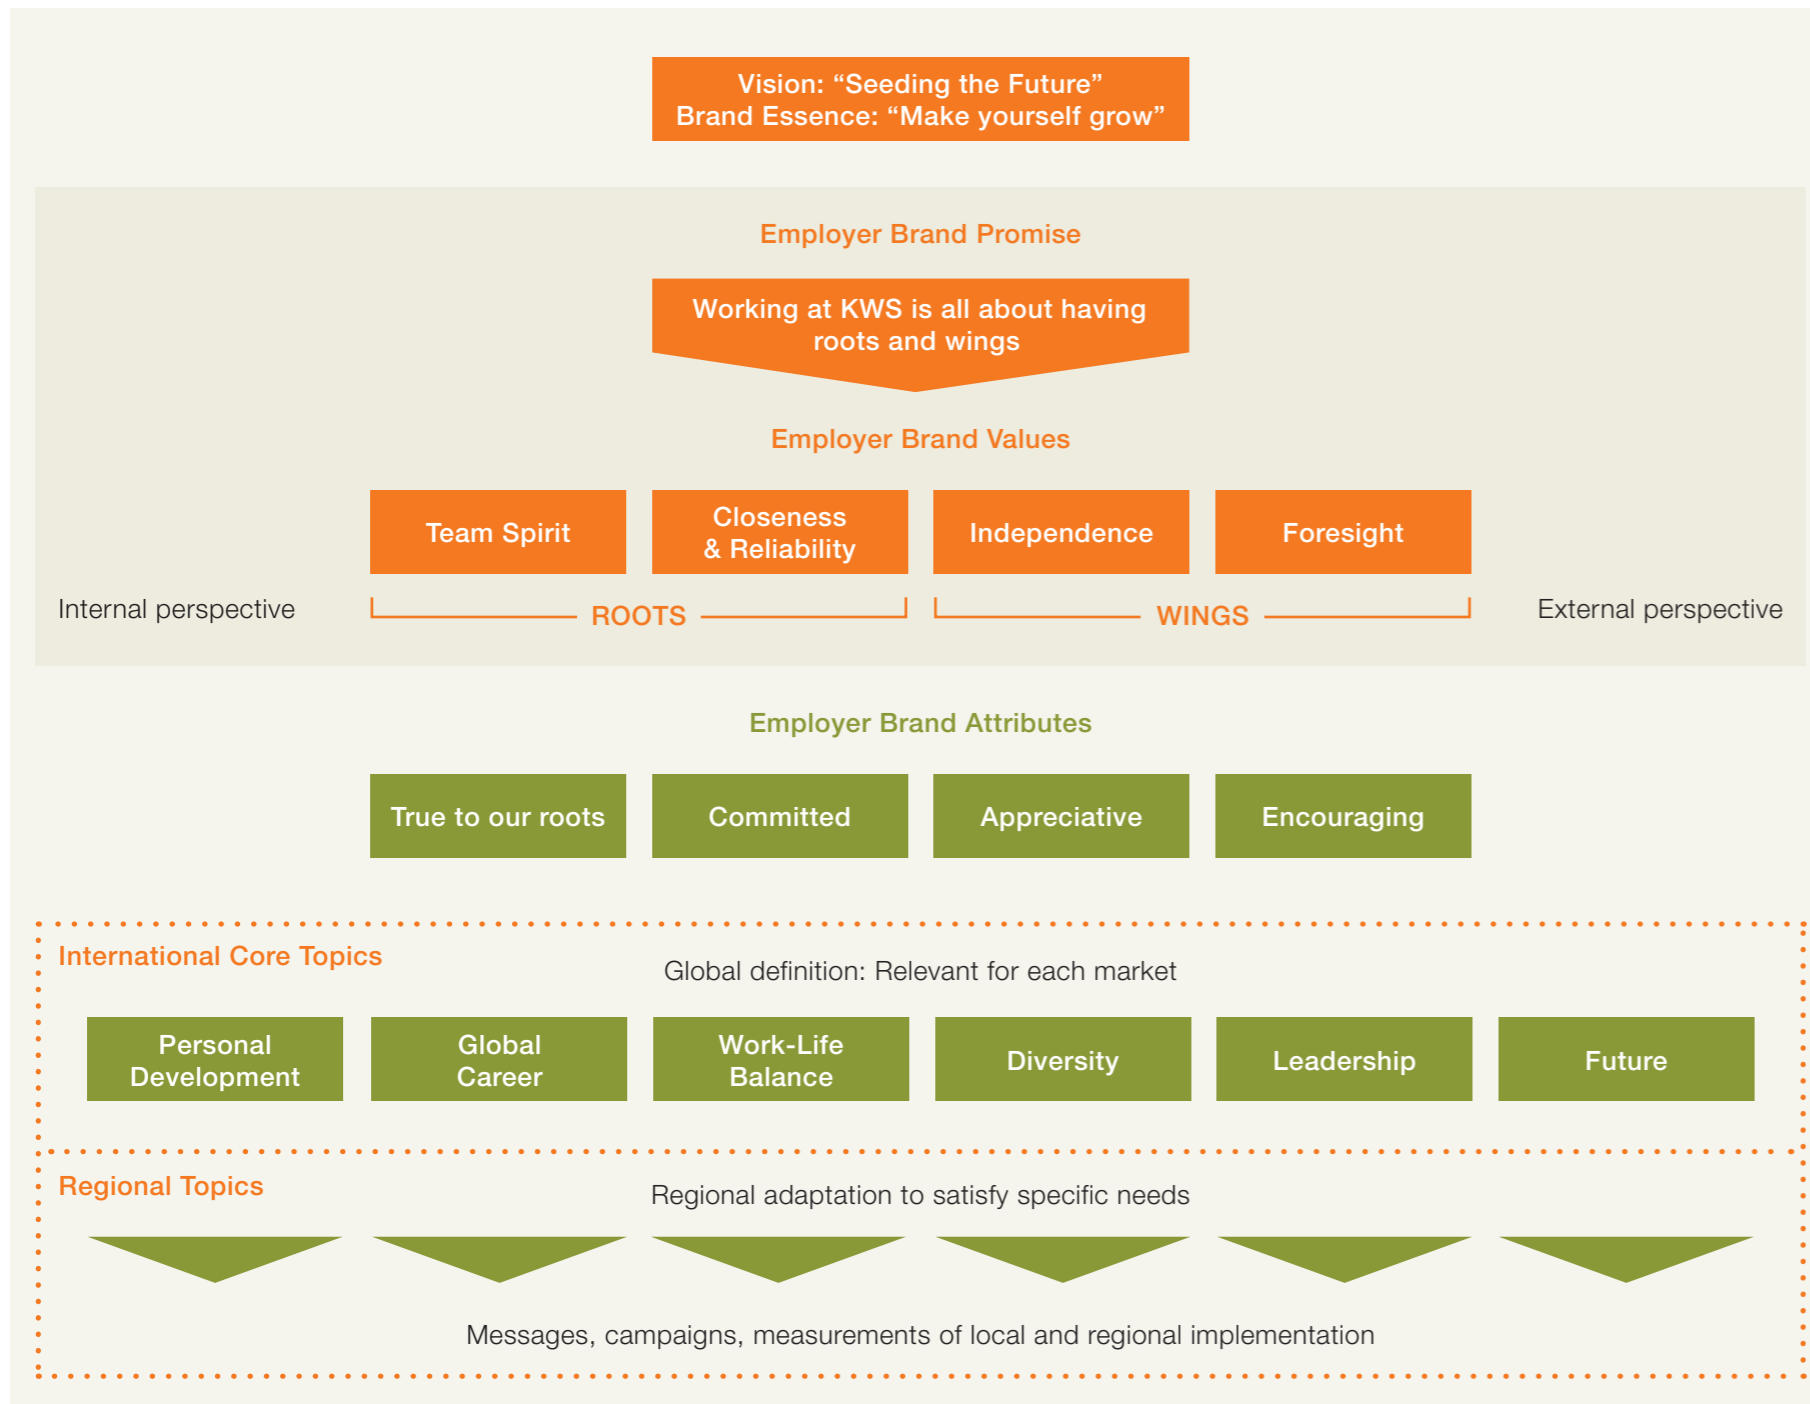 Vision: “Seeding the Future”
Brand Essence: “Make yourself grow”
Employer Brand Promise
Working at KWS is all about having
roots and wings
Employer Brand Values
Team Spirit
Closeness
& Reliability
Independence
Foresight
Internal perspective
ROOTS
WINGS
External perspective
Employer Brand Attributes
True to our roots
Committed
Appreciative
Encouraging
International Core Topics
Global definition: Relevant for each market
Personal
Development
Global
Career
Work-Life
Balance
Diversity
Leadership
Future
Regional Topics
Regional adaptation to satisfy specific needs
Messages, campaigns, measurements of local and regional implementation